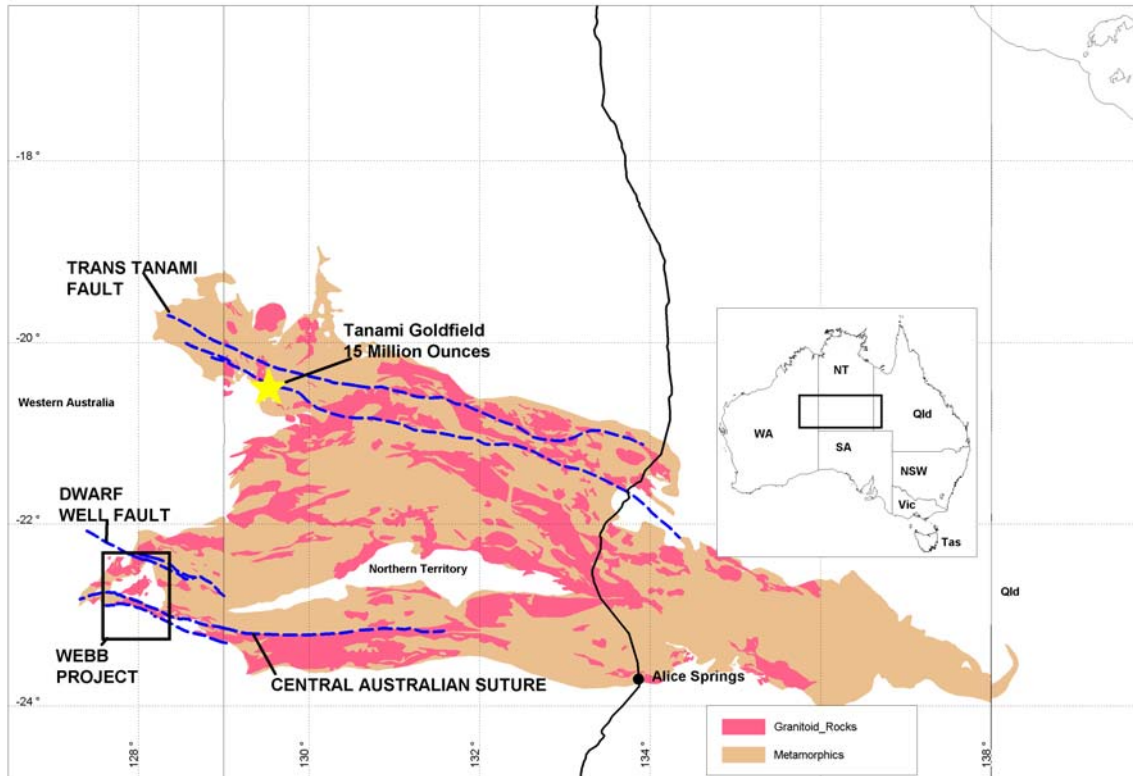 -18 °
TRANS TANAMI
FAULT
Tanami Goldfield
15 Million Ounces
-20 °
Western Australia
NT
WA
Qld
SA
NSW
Vic
Tas
DWARF
WELL FAULT
-22 °
Northern Territory
Qld
WEBB
PROJECT
CENTRAL AUSTRALIAN SUTURE
Alice Springs
-24 °
128 °
130 °
132 °
134 °
138 °
Granitoid_Rocks
Metamorphics